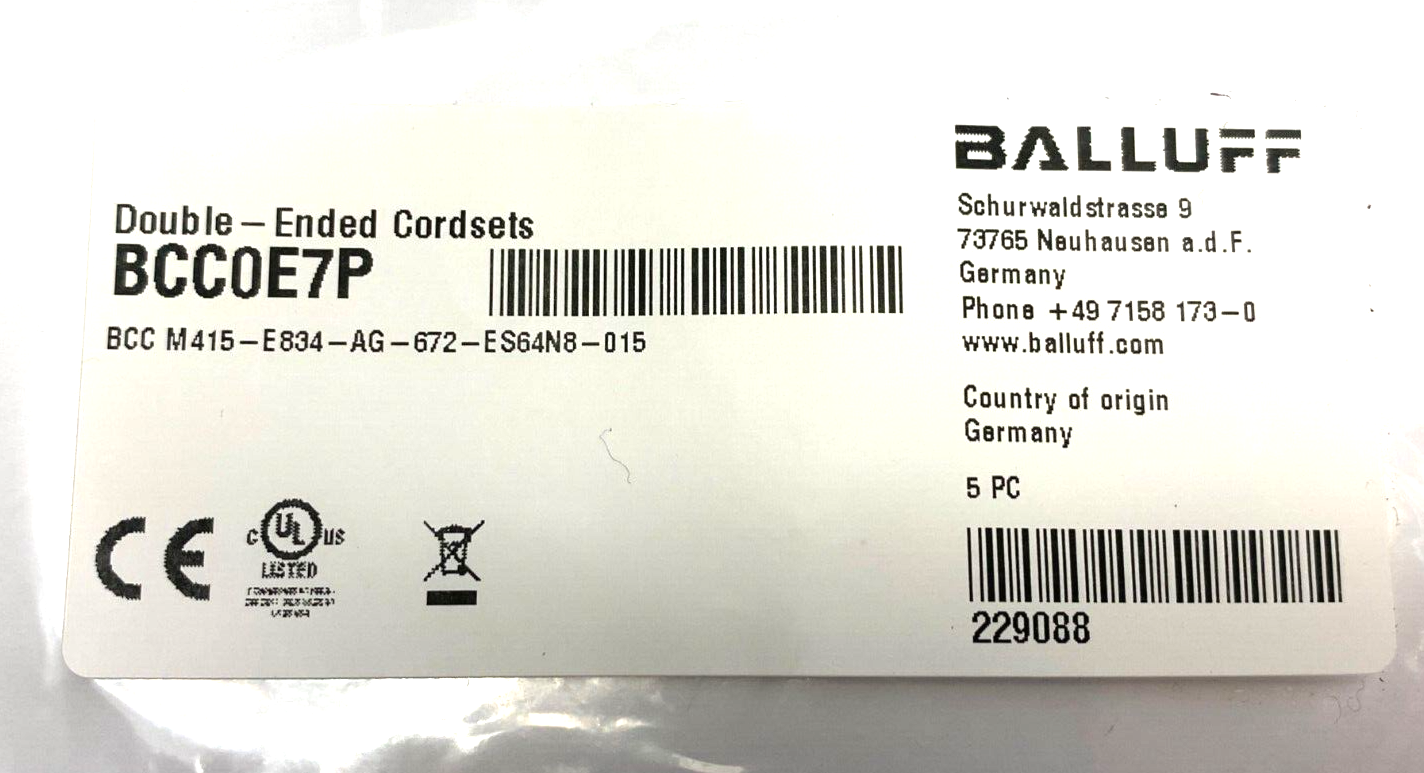 Double-Ended Cordsets
BCC0E7P
BCC M415-E834-AG-672-ES64N8-015
CE
c UL US
LISTED
BALLUFF
Schurwaldstrasse 9
73765 Neuhausen a.d.F.
Germany
Phone +49 7158 173-0
www.balluff.com
Country of origin
Germany
5 PC
229088